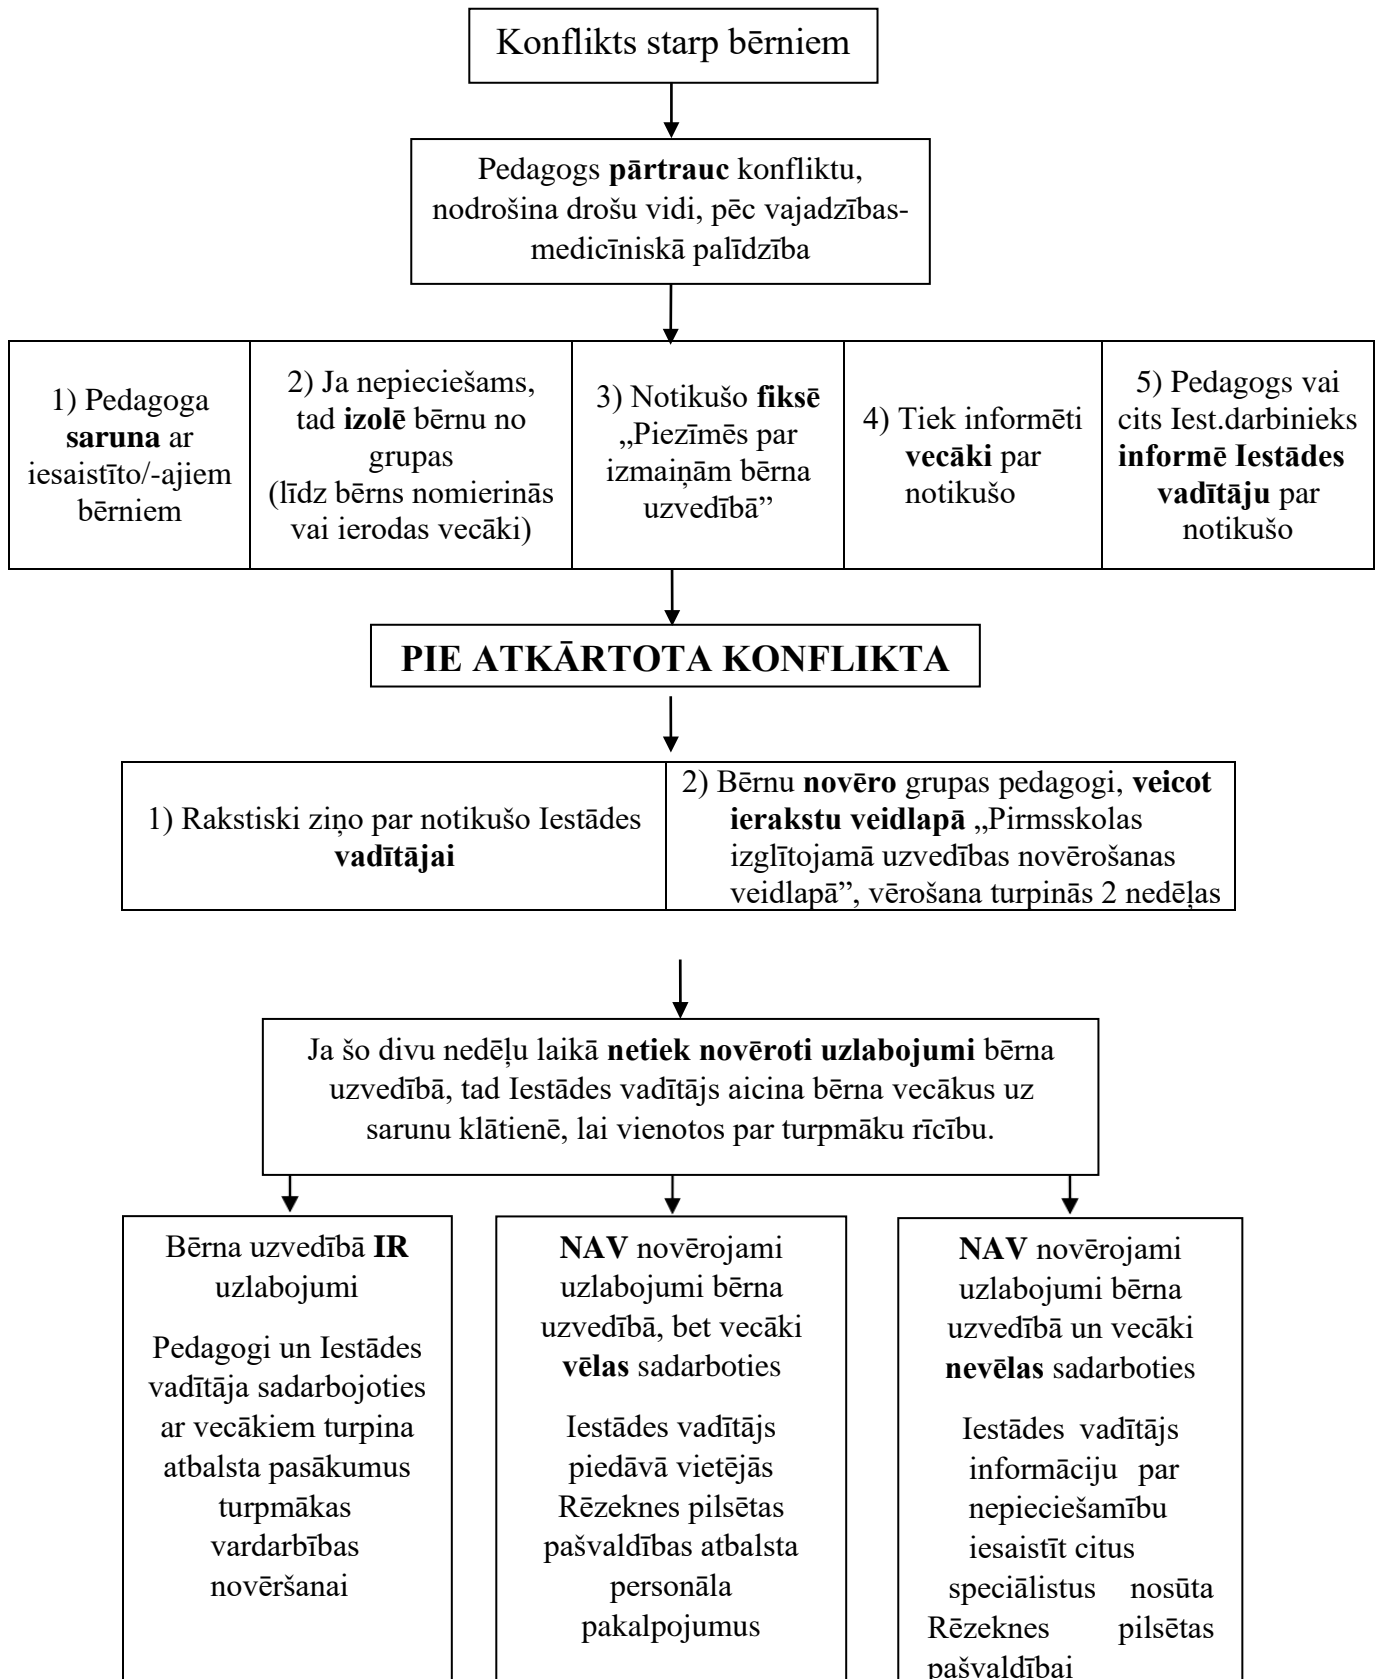 Konflikts starp bērniem
Pedagogs pārtrauc konfliktu,
nodrošina drošu vidi, pēc vajadzības-
medicīniskā palīdzība
1) Pedagoga
saruna ar
iesaistīto/-ajiem
bērniem
2) Ja nepieciešams,
tad izolē bērnu no
grupas
(līdz bērns nomierinās
vai ierodas vecāki)
3) Notikušo fiksē
„Piezīmēs par
izmaiņām bērna
uzvedībā”
4) Tiek informēti
vecāki par
notikušo
5) Pedagogs vai
cits Iest.darbinieks
informē Iestādes
vadītāju par
notikušo
PIE ATKĀRTOTA KONFLIKTA
1) Rakstiski ziņo par notikušo Iestādes
vadītājai
2) Bērnu novēro grupas pedagogi, veicot
ierakstu veidlapā „Pirmsskolas
izglītojamā uzvedības novērošanas
veidlapā”, vērošana turpinās 2 nedēļas
Ja šo divu nedēļu laikā netiek novēroti uzlabojumi bērna
uzvedībā, tad Iestādes vadītājs aicina bērna vecākus uz
sarunu klātienē, lai vienotos par turpmāku rīcību.
Bērna uzvedībā IR
uzlabojumi
Pedagogi un Iestādes
vadītāja sadarbojoties
ar vecākiem turpina
atbalsta pasākumus
turpmākas
vardarbības
novēršanai
NAV novērojami
uzlabojumi bērna
uzvedībā, bet vecāki
vēlas sadarboties
Iestādes vadītājs
piedāvā vietējās
Rēzeknes pilsētas
pašvaldības atbalsta
personāla
pakalpojumus
NAV novērojami
uzlabojumi bērna
uzvedībā un vecāki
nevēlas sadarboties
Iestādes vadītājs
informāciju par
nepieciešamību
iesaistīt citus
speciālistus nosūta
Rēzeknes pilsētas
pašvaldībai